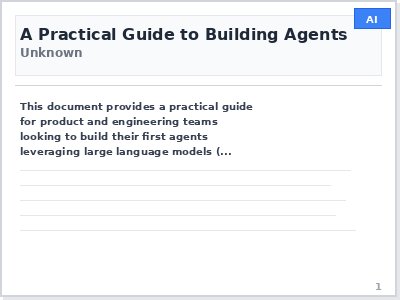 AI
A Practical Guide to Building Agents
Unknown
This document provides a practical guide
for product and engineering teams
looking to build their first agents
leveraging large language models (...
1